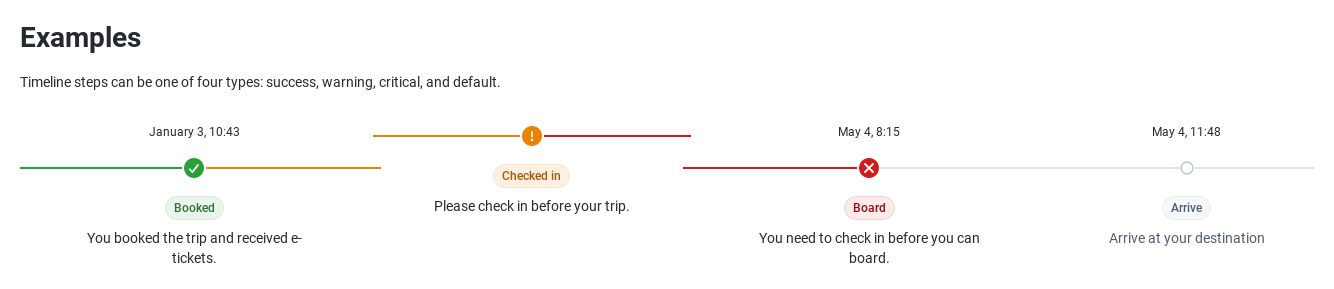 Examples
Timeline steps can be one of four types: success, warning, critical, and default.
January 3, 10:43
Booked
You booked the trip and received e-
tickets.
Checked in
Please check in before your trip.
May 4, 8:15
Board
You need to check in before you can
board.
May 4, 11:48
Arrive
Arrive at your destination